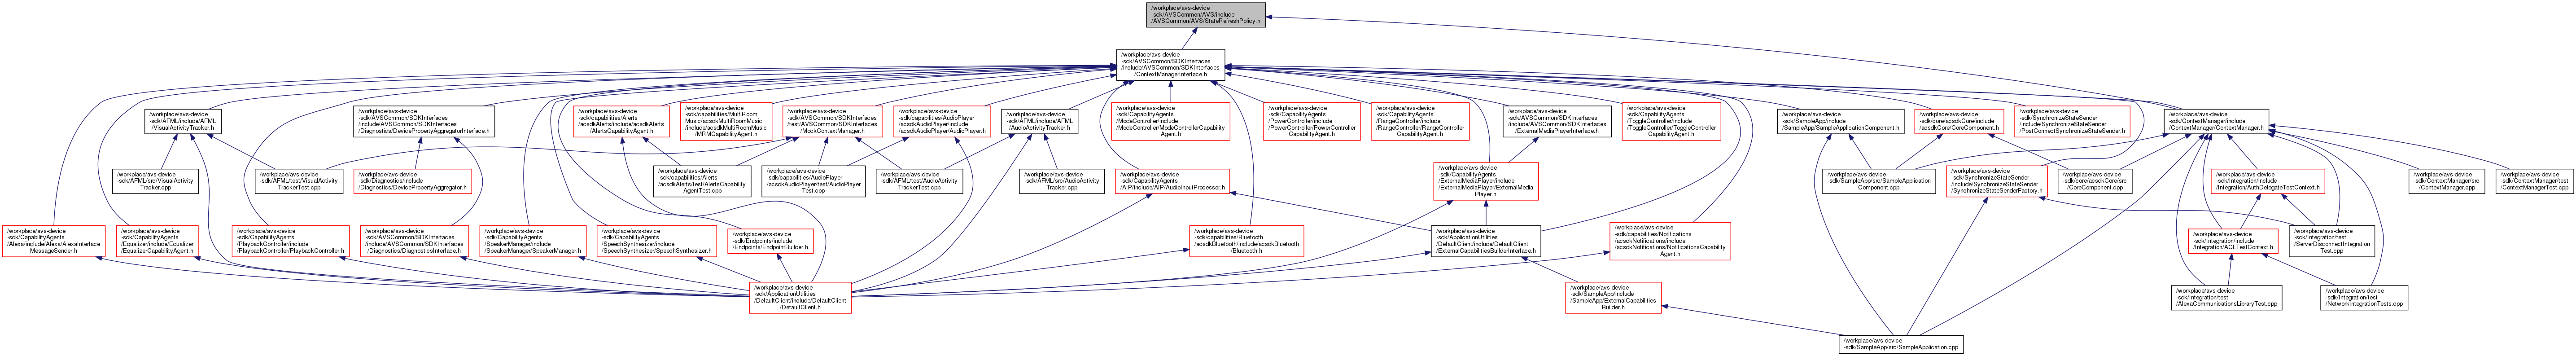 /workplace/avs-device
-sdk/AVSCommon/AVS/include
/AVSCommon/AVS/StateRefreshPolicy.h
/workplace/avs-device
-sdk/AVSCommon/SDKInterfaces
/include/AVSCommon/SDKInterfaces
/ContextManagerInterface.h
/workplace/avs-device
-sdk/AFML/include/AFML
/VisualActivityTracker.h
/workplace/avs-device
-sdk/AVSCommon/SDKInterfaces
/include/AVSCommon/SDKInterfaces
/Diagnostics/DevicePropertyAggregatorInterface.h
/workplace/avs-device
-sdk/capabilities/Alerts
/acsdkAlerts/include/acsdkAlerts
/AlertsCapabilityAgent.h
/workplace/avs-device
-sdk/capabilities/MultiRoom
Music/acsdkMultiRoomMusic
/include/acsdkMultiRoomMusic
/MRMCapabilityAgent.h
/workplace/avs-device
-sdk/AVSCommon/SDKInterfaces
/test/AVSCommon/SDKInterfaces
/MockContextManager.h
/workplace/avs-device
-sdk/capabilities/AudioPlayer
/acsdkAudioPlayer/include
/acsdkAudioPlayer/AudioPlayer.h
/workplace/avs-device
-sdk/AFML/include/AFML
/AudioActivityTracker.h
/workplace/avs-device
-sdk/CapabilityAgents
/ModeController/include
/ModeController/ModeControllerCapability
Agent.h
/workplace/avs-device
-sdk/CapabilityAgents
/PowerController/include
/PowerController/PowerController
CapabilityAgent.h
/workplace/avs-device
-sdk/CapabilityAgents
/RangeController/include
/RangeController/RangeController
CapabilityAgent.h
/workplace/avs-device
-sdk/AVSCommon/SDKInterfaces
/include/AVSCommon/SDKInterfaces
/ExternalMediaPlayerInterface.h
/workplace/avs-device
-sdk/CapabilityAgents
/ToggleController/include
/ToggleController/ToggleController
CapabilityAgent.h
/workplace/avs-device
-sdk/SampleApp/include
/SampleApp/SampleApplicationComponent.h
/workplace/avs-device
-sdk/core/acsdkCore/include
/acsdkCore/CoreComponent.h
/workplace/avs-device
-sdk/SynchronizeStateSender
/include/SynchronizeStateSender
/PostConnectSynchronizeStateSender.h
/workplace/avs-device
-sdk/ContextManager/include
/ContextManager/ContextManager.h
/workplace/avs-device
-sdk/AFML/src/VisualActivity
Tracker.cpp
/workplace/avs-device
-sdk/AFML/test/VisualActivity
TrackerTest.cpp
/workplace/avs-device
-sdk/Diagnostics/include
/Diagnostics/DevicePropertyAggregator.h
/workplace/avs-device
-sdk/capabilities/Alerts
/acsdkAlerts/test/AlertsCapability
AgentTest.cpp
/workplace/avs-device
-sdk/capabilities/AudioPlayer
/acsdkAudioPlayer/test/AudioPlayer
Test.cpp
/workplace/avs-device
-sdk/AFML/test/AudioActivity
TrackerTest.cpp
/workplace/avs-device
-sdk/AFML/src/AudioActivity
Tracker.cpp
/workplace/avs-device
-sdk/CapabilityAgents
/AIP/include/AIP/AudioInputProcessor.h
/workplace/avs-device
-sdk/CapabilityAgents
/ExternalMediaPlayer/include
/ExternalMediaPlayer/ExternalMedia
Player.h
/workplace/avs-device
-sdk/SampleApp/src/SampleApplication
Component.cpp
/workplace/avs-device
-sdk/SynchronizeStateSender
/include/SynchronizeStateSender
/SynchronizeStateSenderFactory.h
/workplace/avs-device
-sdk/core/acsdkCore/src
/CoreComponent.cpp
/workplace/avs-device
-sdk/Integration/include
/Integration/AuthDelegateTestContext.h
/workplace/avs-device
-sdk/ContextManager/src
/ContextManager.cpp
/workplace/avs-device
-sdk/ContextManager/test
/ContextManagerTest.cpp
/workplace/avs-device
-sdk/CapabilityAgents
/Alexa/include/Alexa/AlexaInterface
MessageSender.h
/workplace/avs-device
-sdk/CapabilityAgents
/Equalizer/include/Equalizer
/EqualizerCapabilityAgent.h
/workplace/avs-device
-sdk/CapabilityAgents
/PlaybackController/include
/PlaybackController/PlaybackController.h
/workplace/avs-device
-sdk/AVSCommon/SDKInterfaces
/include/AVSCommon/SDKInterfaces
/Diagnostics/DiagnosticsInterface.h
/workplace/avs-device
-sdk/CapabilityAgents
/SpeakerManager/include
/SpeakerManager/SpeakerManager.h
/workplace/avs-device
-sdk/CapabilityAgents
/SpeechSynthesizer/include
/SpeechSynthesizer/SpeechSynthesizer.h
/workplace/avs-device
-sdk/Endpoints/include
/Endpoints/EndpointBuilder.h
/workplace/avs-device
-sdk/capabilities/Bluetooth
/acsdkBluetooth/include/acsdkBluetooth
/Bluetooth.h
/workplace/avs-device
-sdk/ApplicationUtilities
/DefaultClient/include/DefaultClient
/ExternalCapabilitiesBuilderInterface.h
/workplace/avs-device
-sdk/capabilities/Notifications
/acsdkNotifications/include
/acsdkNotifications/NotificationsCapability
Agent.h
/workplace/avs-device
-sdk/Integration/include
/Integration/ACLTestContext.h
/workplace/avs-device
-sdk/Integration/test
/ServerDisconnectIntegration
Test.cpp
/workplace/avs-device
-sdk/ApplicationUtilities
/DefaultClient/include/DefaultClient
/DefaultClient.h
/workplace/avs-device
-sdk/SampleApp/include
/SampleApp/ExternalCapabilities
Builder.h
/workplace/avs-device
-sdk/Integration/test
/AlexaCommunicationsLibraryTest.cpp
/workplace/avs-device
-sdk/Integration/test
/NetworkIntegrationTests.cpp
/workplace/avs-device
-sdk/SampleApp/src/SampleApplication.cpp